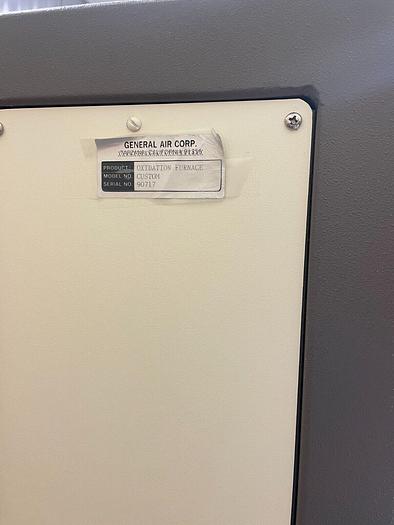 GENERAL AIR CORP.
PRODUCT: OXIDATION FURNACE
MODEL NO. CUSTOM
SERIAL NO. 90717